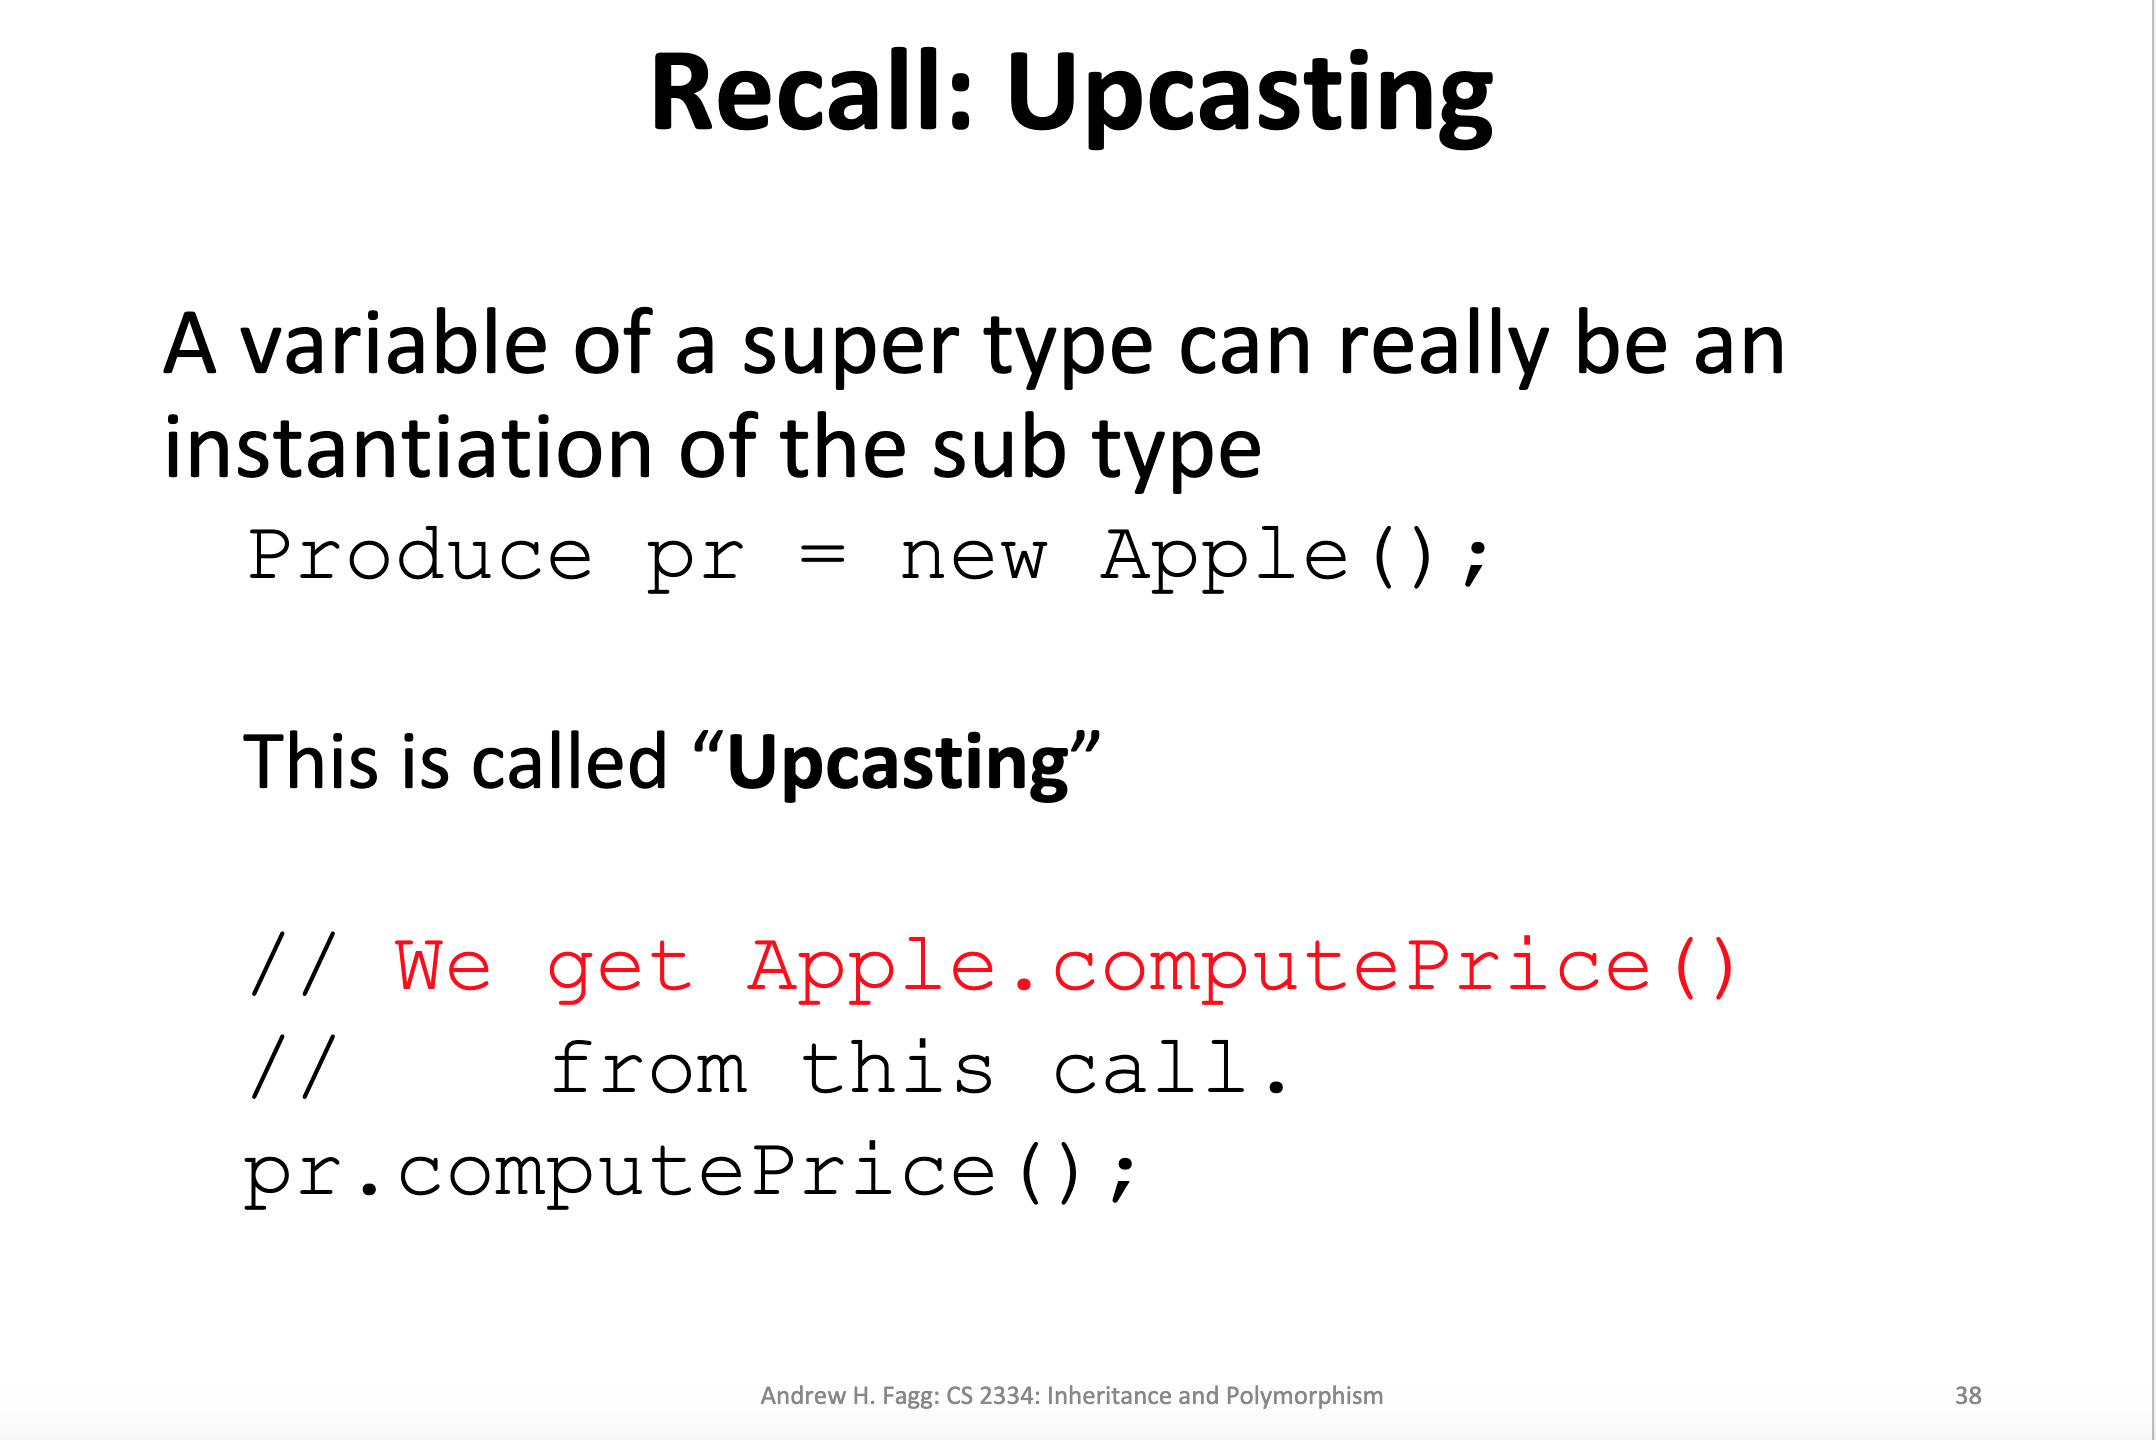 Recall: Upcasting
A variable of a super type can really be an
instantiation of the sub type
Produce pr = new Apple();
This is called “Upcasting”
// We get Apple.computePrice()
//    from this call.
pr.computePrice();
Andrew H. Fagg: CS 2334: Inheritance and Polymorphism
38